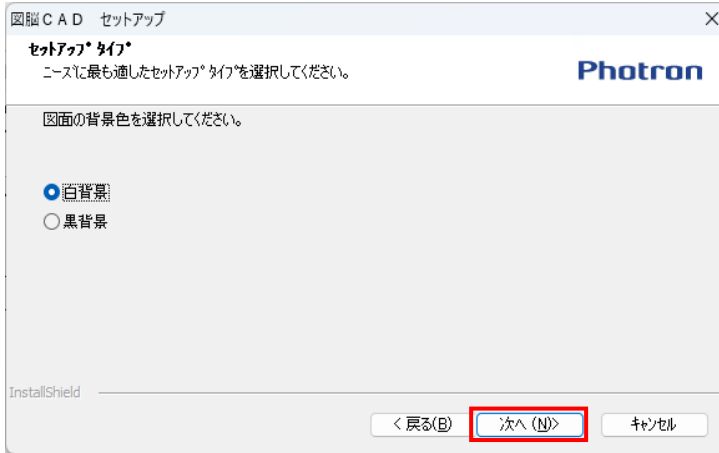 図脳ＣＡＤ　セットアップ
セットアップ タイプ
ニーズに最も適したセットアップ タイプを選択してください。
Photron
図面の背景色を選択してください。
白背景
黒背景
InstallShield
< 戻る(B)
次へ (N)>
キャンセル